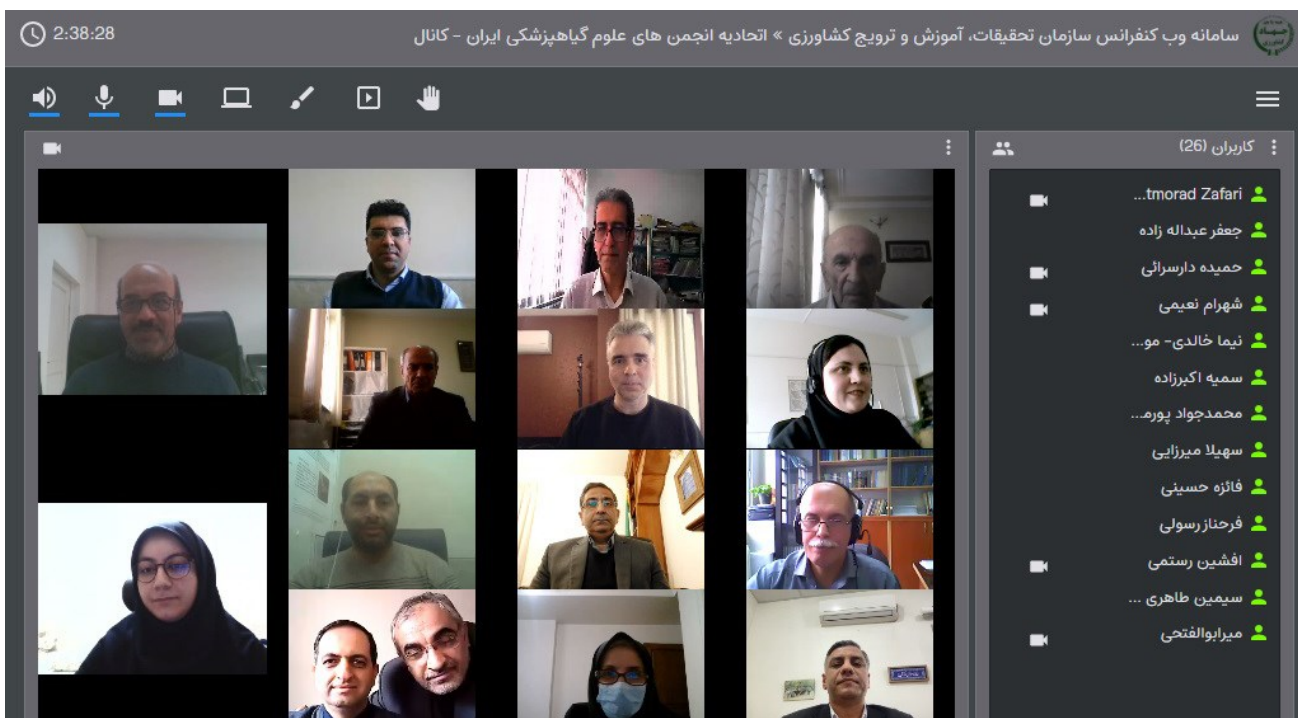 سامانه وب کنفرانس سازمان تحقیقات، آموزش و ترویج کشاورزی » اتحادیه انجمن های علوم گیاهپزشکی ایران - کانال
2:38:28
کاربران (26)
tmorad Zafari...
جعفر عبداله زاده
حمیده دارسرائی
شهرام نعیمی
نیما خالدی- مو...
سمیه اکبرزاده
محمدجواد پورمـ...
سهیلا میرزایی
فائزه حسینی
فرحناز رسولی
افشین رستمی
سیمین طاهری ...
میرابوالفتحی